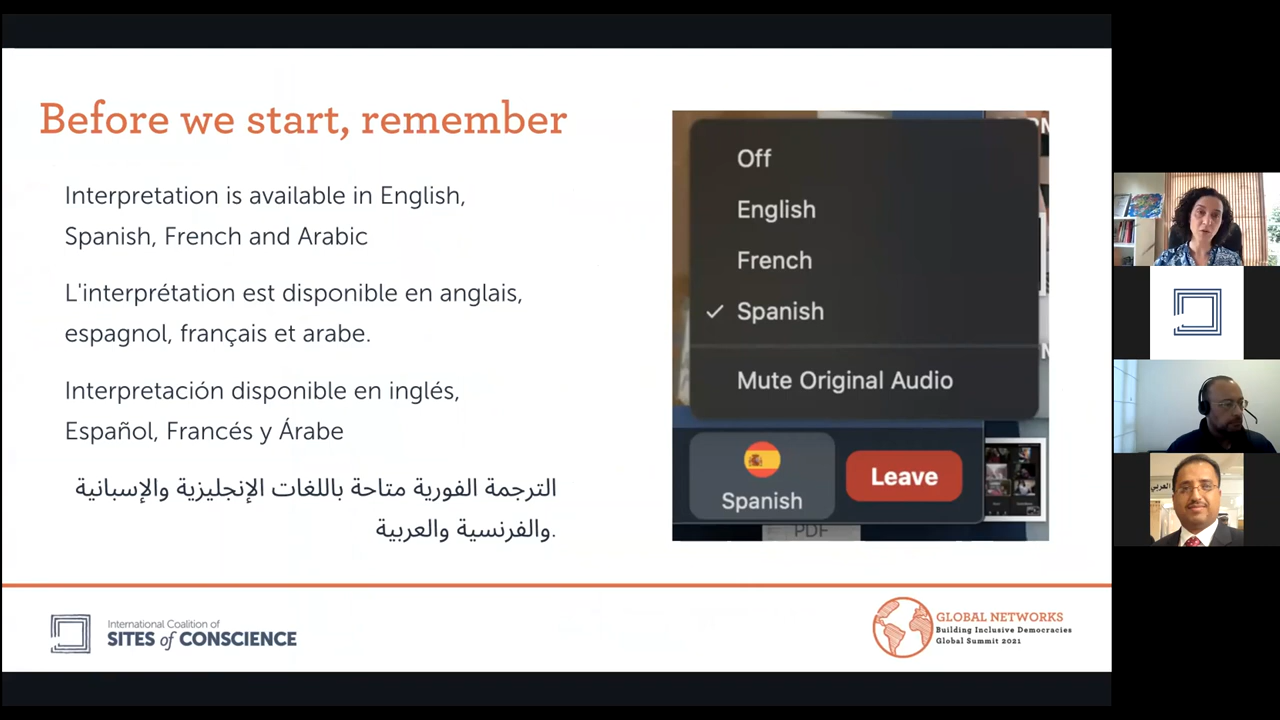 Before we start, remember
Interpretation is available in English,
Spanish, French and Arabic
L'interprétation est disponible en anglais,
espagnol, français et arabe.
Interpretación disponible en inglés,
Español, Francés y Árabe
الترجمة الفورية متاحة باللغات الإنجليزية والإسبانية
والفرنسية والعربية.
Off
English
French
Spanish
Mute Original Audio
Spanish
Leave
PDF
International Coalition of
SITES of CONSCIENCE
GLOBAL NETWORKS
Building Inclusive Democracies
Global Summit 2021